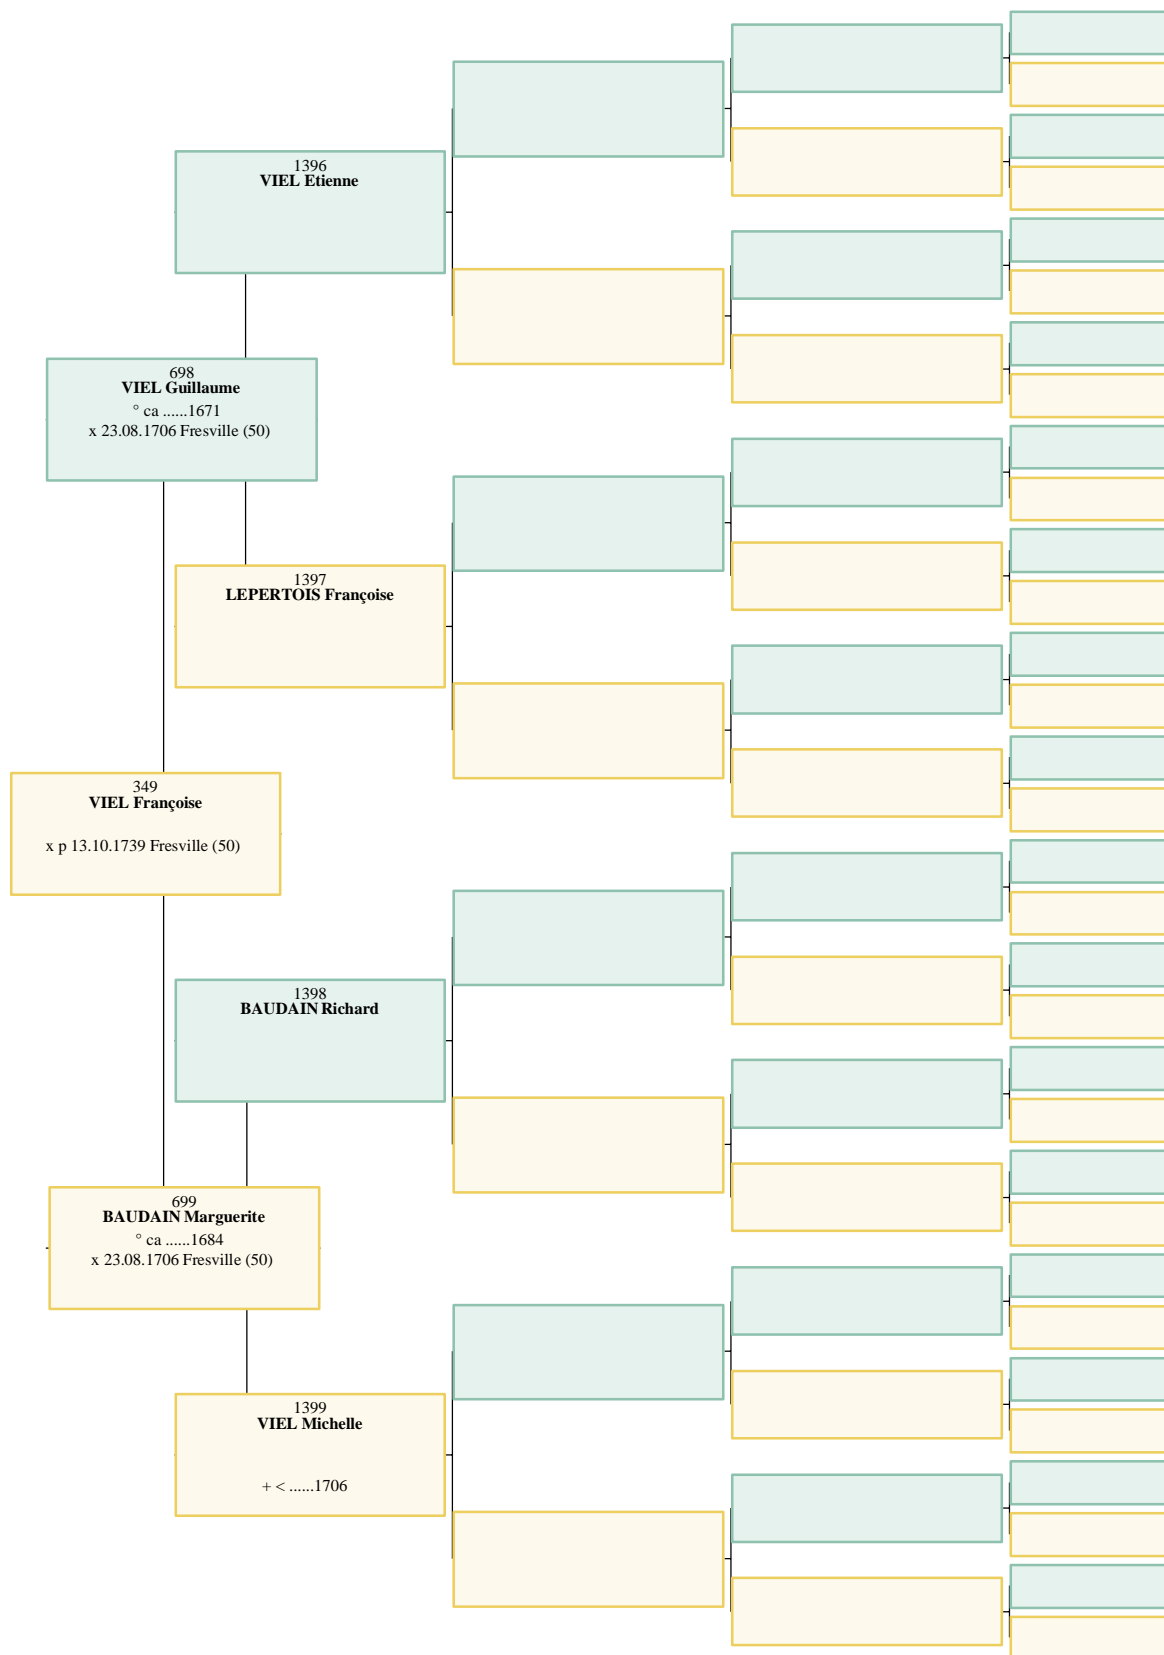 1396
VIEL Etienne
698
VIEL Guillaume
° ca ......1671
x 23.08.1706 Fresville (50)
1397
LEPERTOIS Françoise
349
VIEL Françoise
x p 13.10.1739 Fresville (50)
1398
BAUDAIN Richard
699
BAUDAIN Marguerite
° ca ......1684
x 23.08.1706 Fresville (50)
1399
VIEL Michelle
+ < ......1706